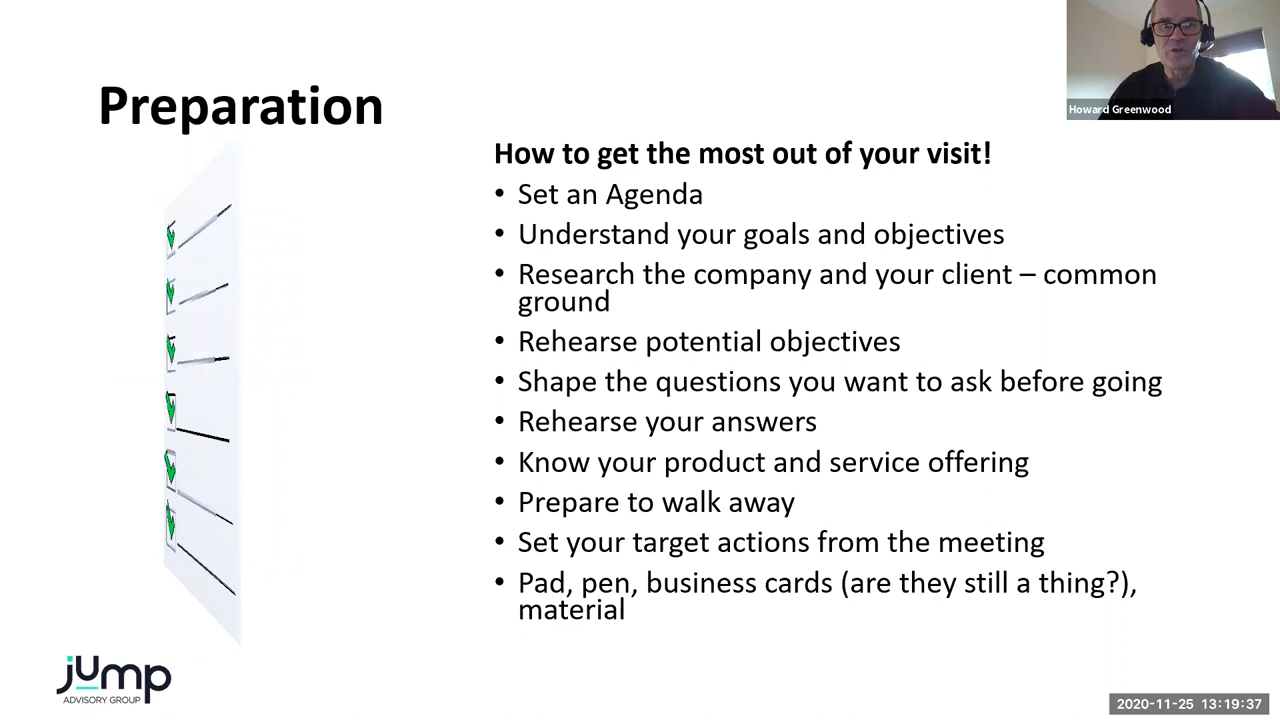 Preparation
Howard Greenwood
How to get the most out of your visit!
• Set an Agenda
• Understand your goals and objectives
• Research the company and your client – common
ground
• Rehearse potential objectives
• Shape the questions you want to ask before going
• Rehearse your answers
• Know your product and service offering
• Prepare to walk away
• Set your target actions from the meeting
• Pad, pen, business cards (are they still a thing?),
material
jump
ADVISORY GROUP
2020-11-25 13:19:37